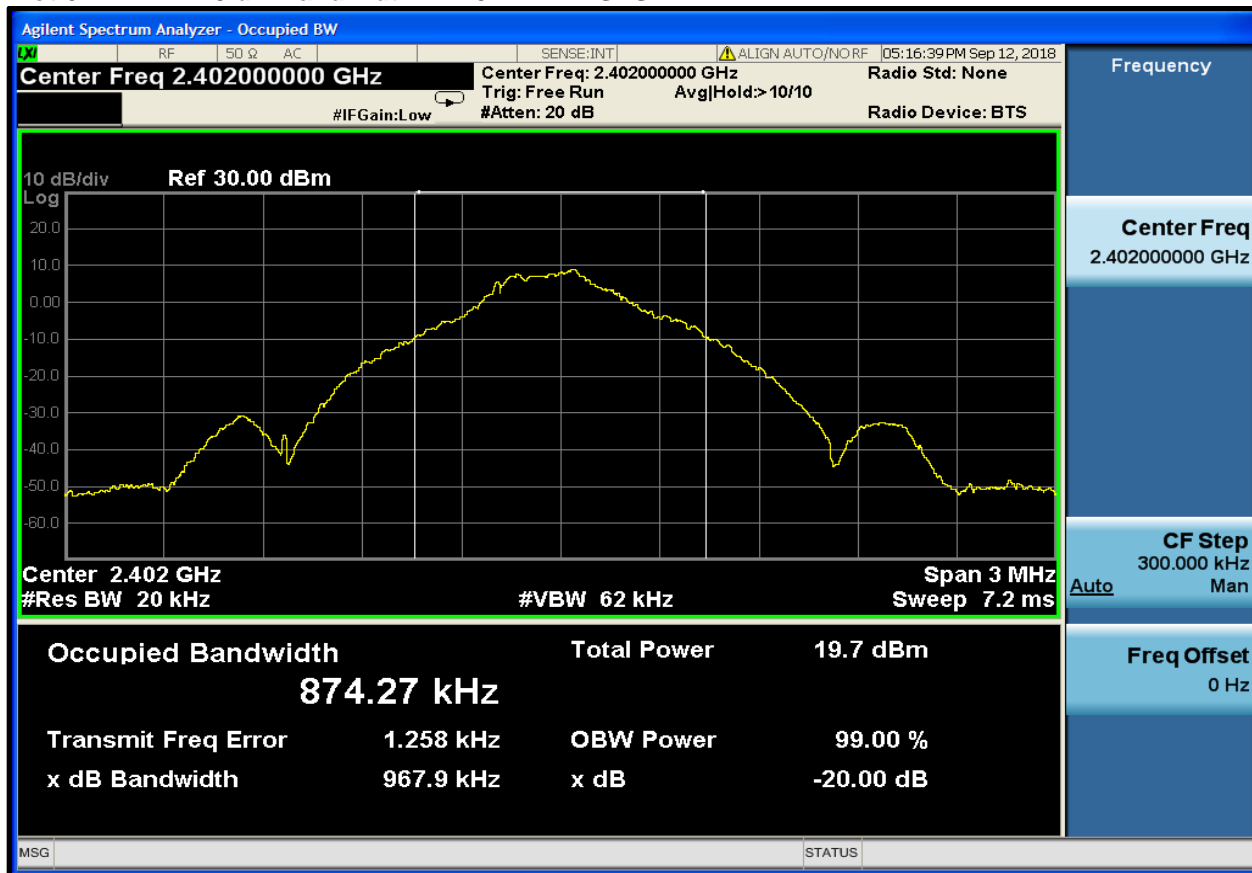 Agilent Spectrum Analyzer - Occupied BW
LXI RF 50 Ω AC SENSE:INT ALIGN AUTO/NO RF 05:16:39 PM Sep 12, 2018
Center Freq 2.402000000 GHz
Center Freq: 2.402000000 GHz Radio Std: None
Trig: Free Run Avg|Hold:>10/10
#IFGain:Low #Atten: 20 dB Radio Device: BTS
10 dB/div Ref 30.00 dBm
Log
20.0
10.0
0.00
-10.0
-20.0
-30.0
-40.0
-50.0
-60.0
Center 2.402 GHz Span 3 MHz
#Res BW 20 kHz #VBW 62 kHz Sweep 7.2 ms
Occupied Bandwidth Total Power 19.7 dBm
874.27 kHz
Transmit Freq Error 1.258 kHz OBW Power 99.00 %
x dB Bandwidth 967.9 kHz x dB -20.00 dB
MSG STATUS
Frequency
Center Freq
2.402000000 GHz
CF Step
300.000 kHz
Auto Man
Freq Offset
0 Hz